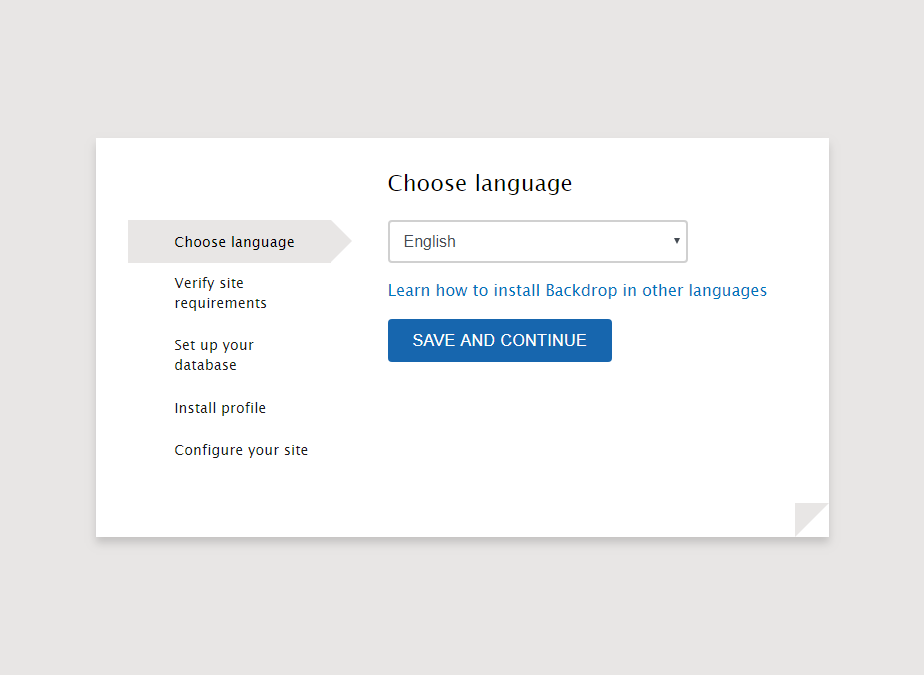 Choose language
Choose language
Verify site
requirements
Set up your
database
Install profile
Configure your site
English
Learn how to install Backdrop in other languages
SAVE AND CONTINUE